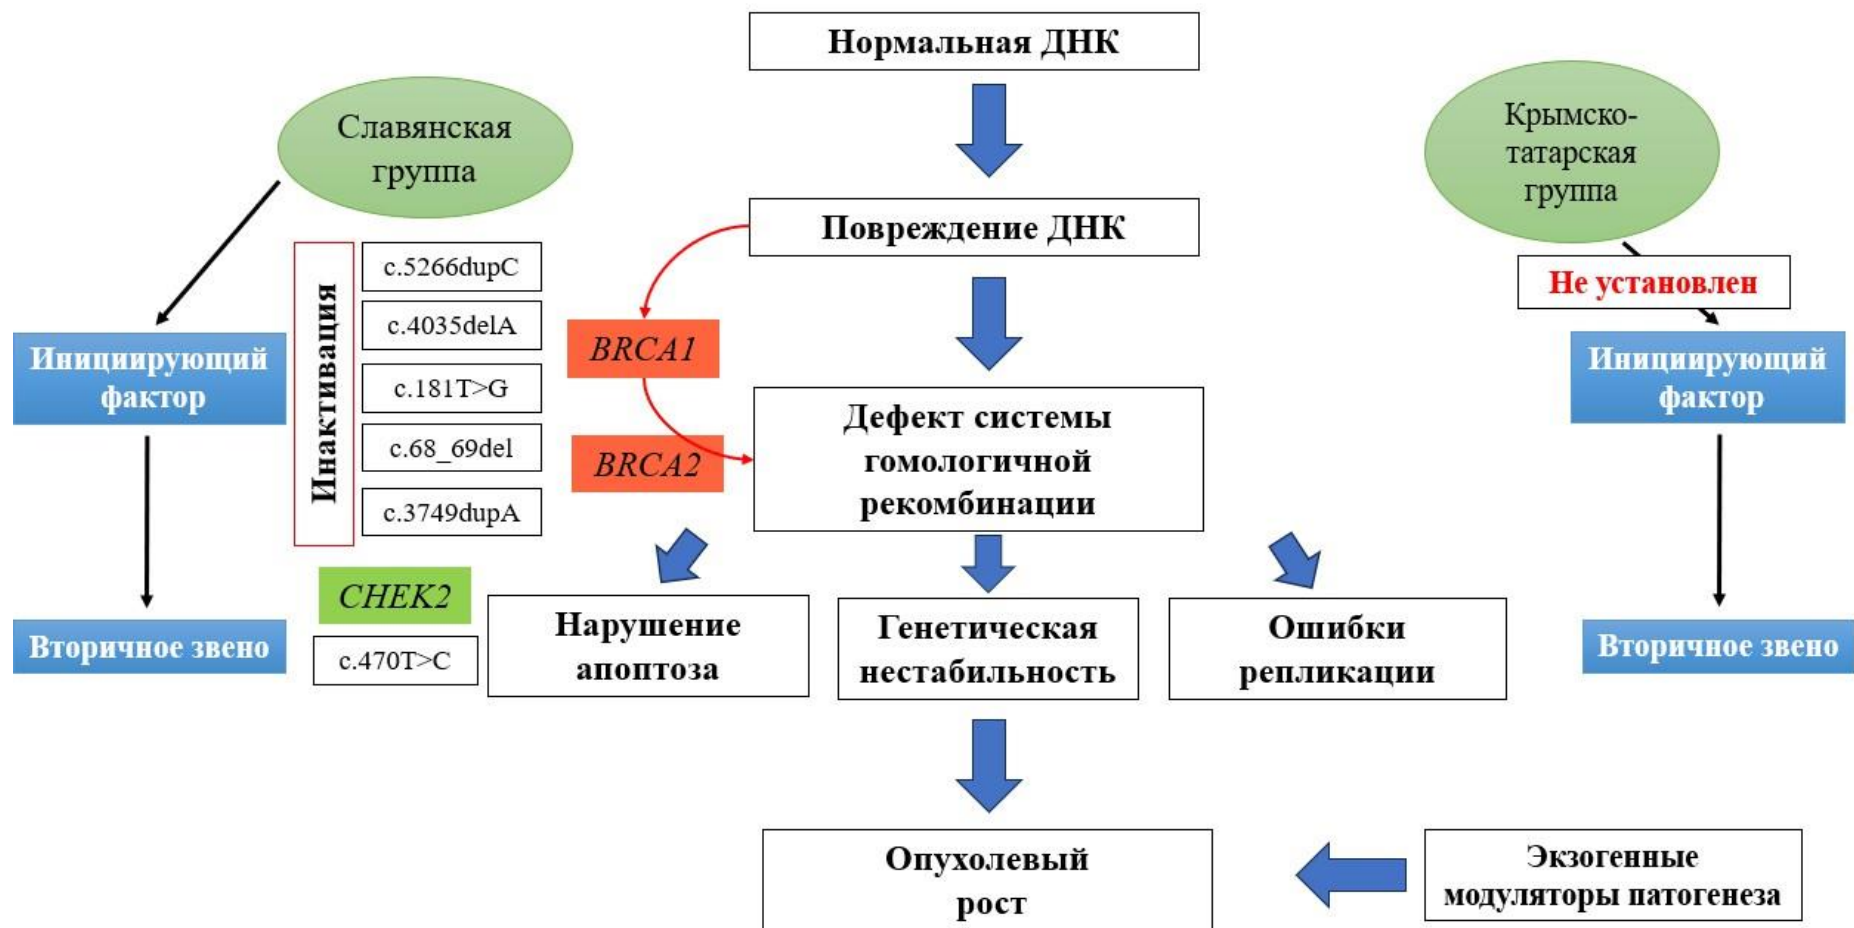 Нормальная ДНК
Славянская
группа
Крымско-
татарская
группа
Повреждение ДНК
Не установлен
Инициирующий
фактор
Инактивация
c.5266dupC
c.4035delA
c.181T>G
c.68_69del
c.3749dupA
BRCA1
BRCA2
Дефект системы
гомологичной
рекомбинации
Инициирующий
фактор
Вторичное звено
CHEK2
c.470T>C
Нарушение
апоптоза
Генетическая
нестабильность
Ошибки
репликации
Вторичное звено
Опухолевый
рост
Экзогенные
модуляторы патогенеза